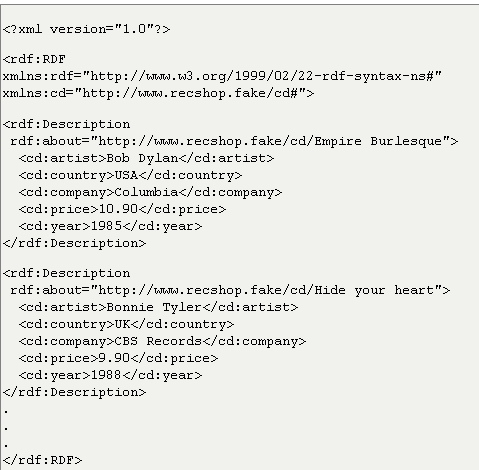 <?xml version="1.0"?>
<rdf:RDF
xmlns:rdf="http://www.w3.org/1999/02/22-rdf-syntax-ns#"
xmlns:cd="http://www.recshop.fake/cd#">
<rdf:Description
rdf:about="http://www.recshop.fake/cd/Empire Burlesque">
<cd:artist>Bob Dylan</cd:artist>
<cd:country>USA</cd:country>
<cd:company>Columbia</cd:company>
<cd:price>10.90</cd:price>
<cd:year>1985</cd:year>
</rdf:Description>
<rdf:Description
rdf:about="http://www.recshop.fake/cd/Hide your heart">
<cd:artist>Bonnie Tyler</cd:artist>
<cd:country>UK</cd:country>
<cd:company>CBS Records</cd:company>
<cd:price>9.90</cd:price>
<cd:year>1988</cd:year>
</rdf:Description>
.
.
.
</rdf:RDF>